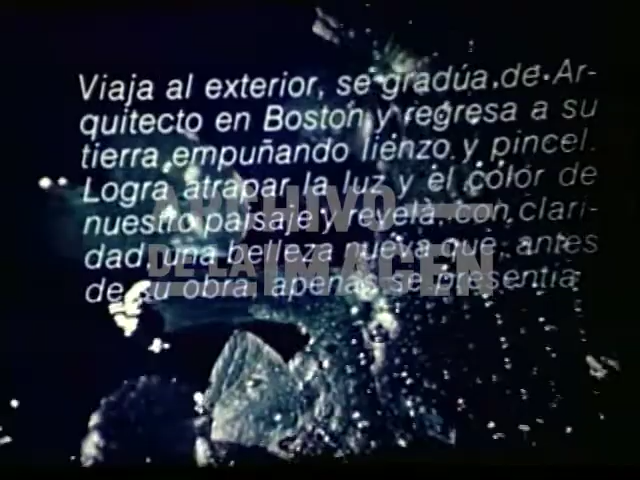 Viaja al exterior, se gradúa de Ar-
quitecto en Boston y regresa a su
tierra empuñando lienzo y pincel.
Logra atrapar la luz y el color de
nuestro paisaje y revela, con clari-
dad una belleza nueva que, antes
de su obra, apenas se presentía
ARCHIVO
DE LA IMAGEN